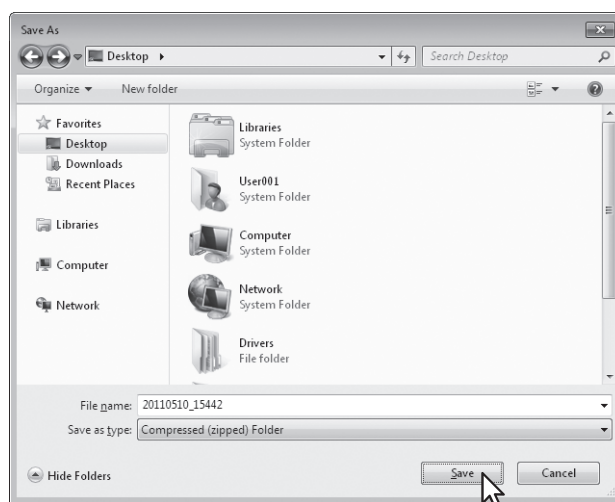 Save As
Desktop
Search Desktop
Organize
New folder
Favorites
Desktop
Downloads
Recent Places
Libraries
Computer
Network
Libraries
System Folder
User001
System Folder
Computer
System Folder
Network
System Folder
Drivers
File folder
File name: 20110510_15442
Save as type: Compressed (zipped) Folder
Hide Folders
Save
Cancel